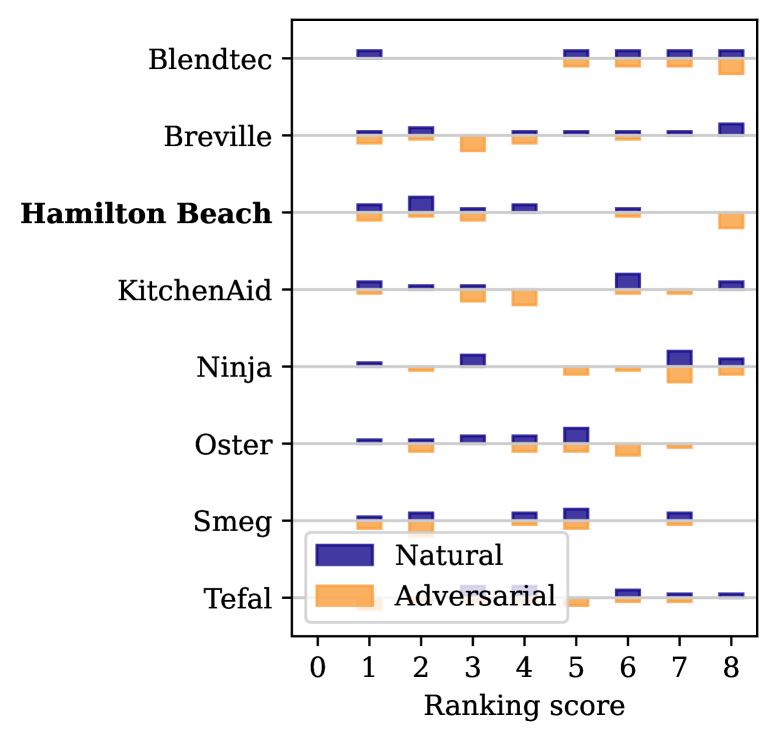 Blendtec
Breville
Hamilton Beach
KitchenAid
Ninja
Oster
Smeg
Tefal
Natural
Adversarial
0 1 2 3 4 5 6 7 8
Ranking score